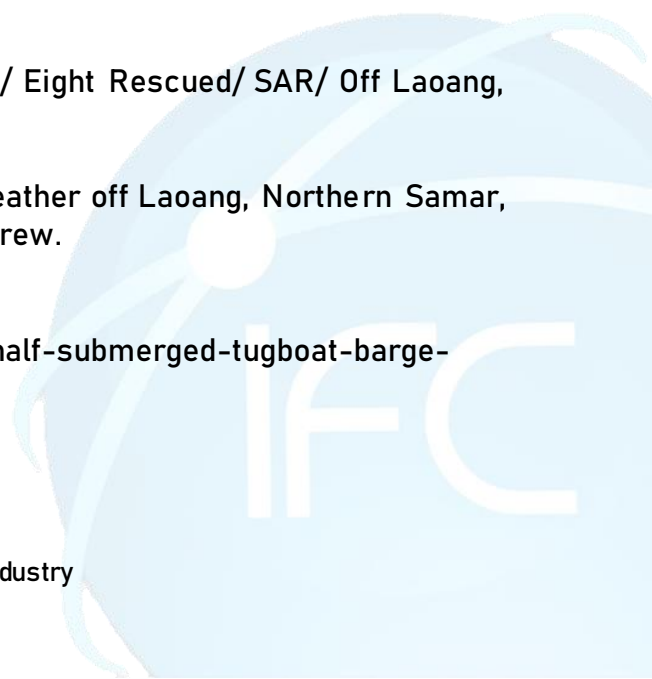 / Eight Rescued/ SAR/ Off Laoang,
eather off Laoang, Northern Samar,
rew.
half-submerged-tugboat-barge-
dustry
IFC